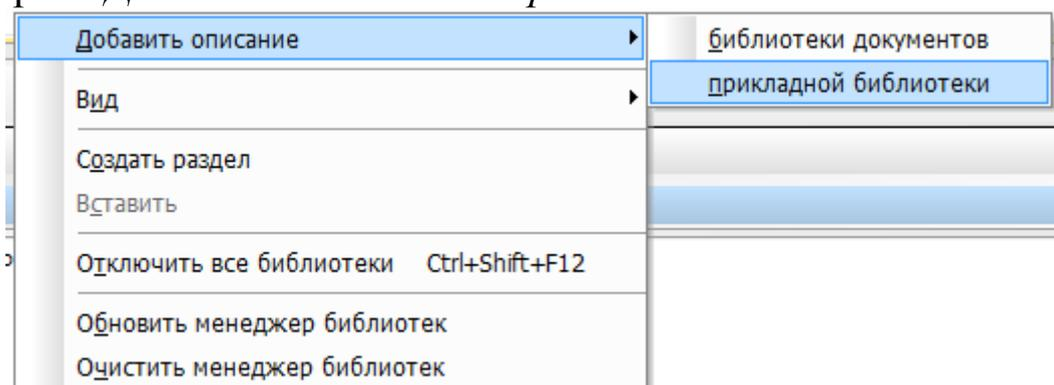 Добавить описание
библиотеки документов
прикладной библиотеки
Вид
Создать раздел
Вставить
Отключить все библиотеки Ctrl+Shift+F12
Обновить менеджер библиотек
Очистить менеджер библиотек